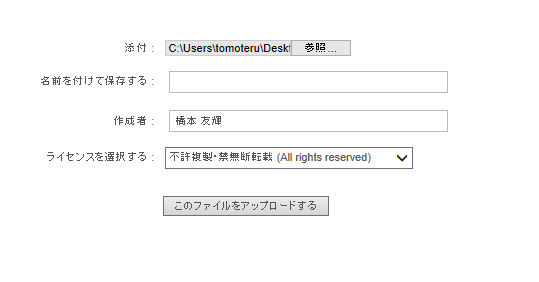 添付: C:\Users\tomoteru\Deskt 参照...
名前を付けて保存する:
作成者: 橋本 友輝
ライセンスを選択する: 不許複製・禁無断転載 (All rights reserved)
このファイルをアップロードする